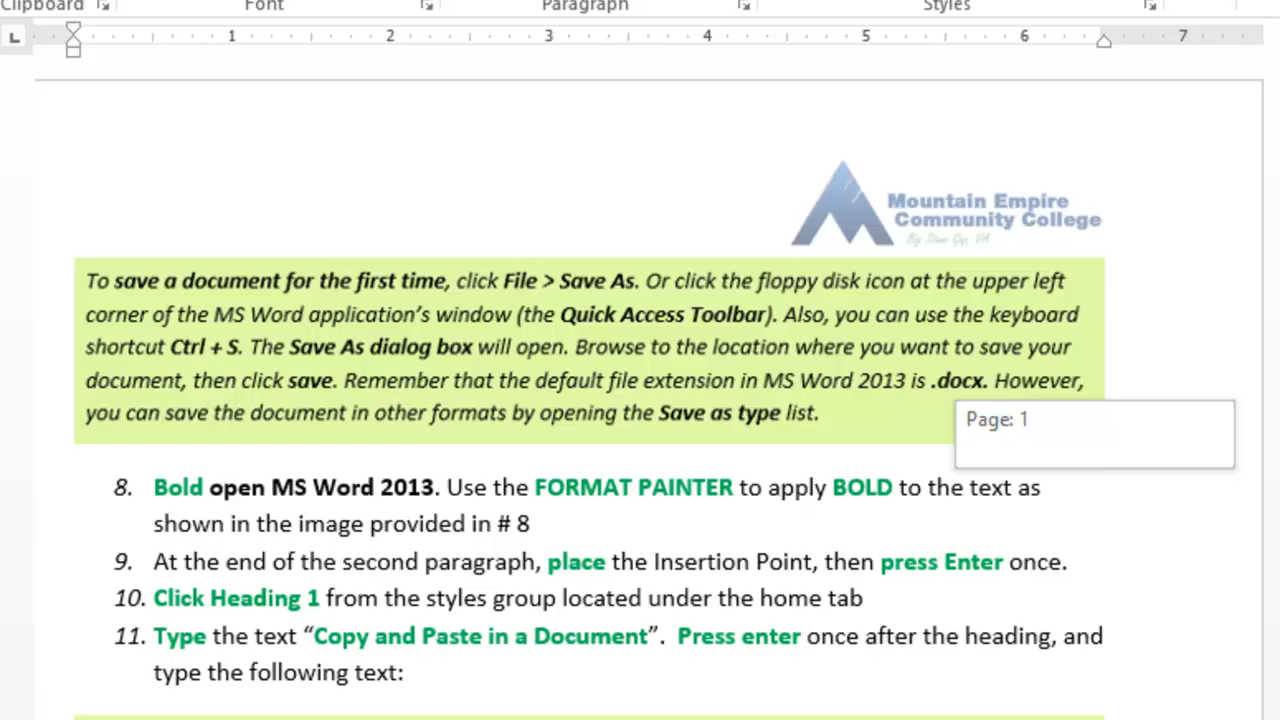 Clipboard Font Paragraph Styles
1 2 3 4 5 6 7
Mountain Empire
Community College
To save a document for the first time, click File > Save As. Or click the floppy disk icon at the upper left
corner of the MS Word application's window (the Quick Access Toolbar). Also, you can use the keyboard
shortcut Ctrl + S. The Save As dialog box will open. Browse to the location where you want to save your
document, then click save. Remember that the default file extension in MS Word 2013 is .docx. However,
you can save the document in other formats by opening the Save as type list.
Page: 1
8. Bold open MS Word 2013. Use the FORMAT PAINTER to apply BOLD to the text as
shown in the image provided in # 8
9. At the end of the second paragraph, place the Insertion Point, then press Enter once.
10. Click Heading 1 from the styles group located under the home tab
11. Type the text “Copy and Paste in a Document”.  Press enter once after the heading, and
type the following text: